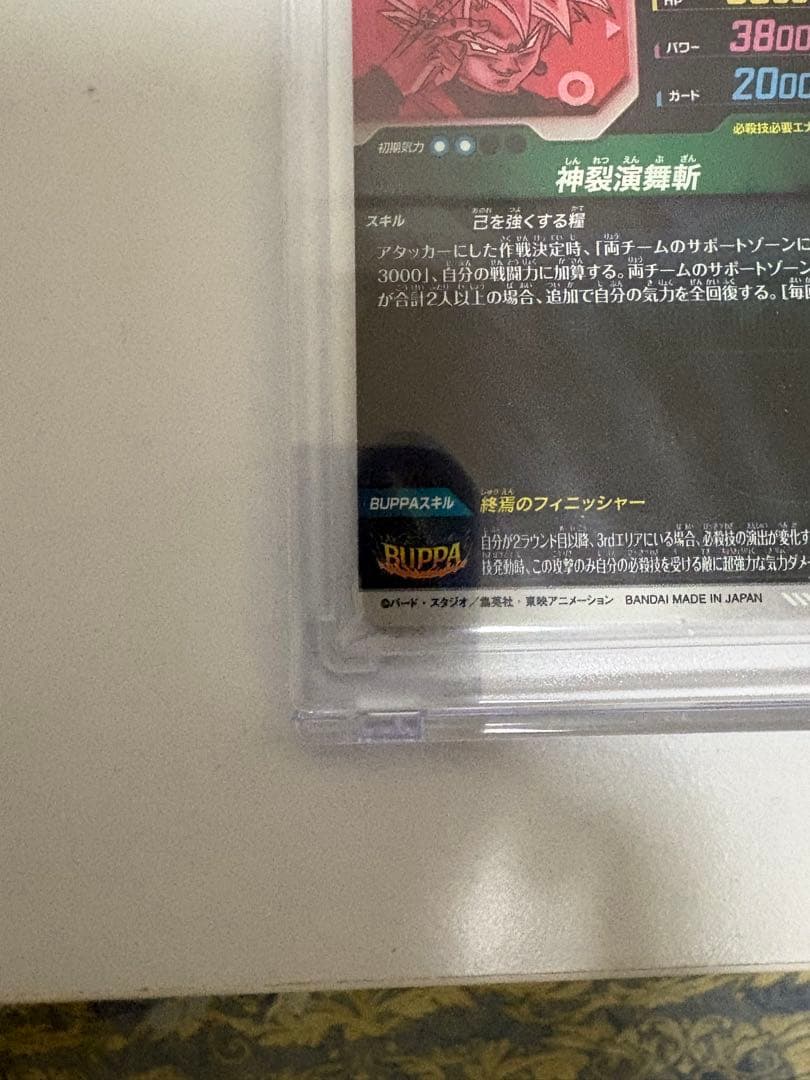 HP
パワー 3800
ガード 2000
必殺技必要エナ
初期気力
しんれつえんぶざん
神裂演舞斬
スキル 己を強くする糧
アタッカーにした作戦決定時、「両チームのサポートゾーンに
3000」、自分の戦闘力に加算する。両チームのサポートゾーン
が合計2人以上の場合、追加で自分の気力を全回復する。[毎回
BUPPAスキル 終焉のフィニッシャー
自分が2ラウンド目以降、3rdエリアにいる場合、必殺技の演出が変化す
技発動時、この攻撃のみ自分の必殺技を受ける敵に超強力な気力ダメ
BUPPA
©バード・スタジオ／集英社・東映アニメーション BANDAI MADE IN JAPAN